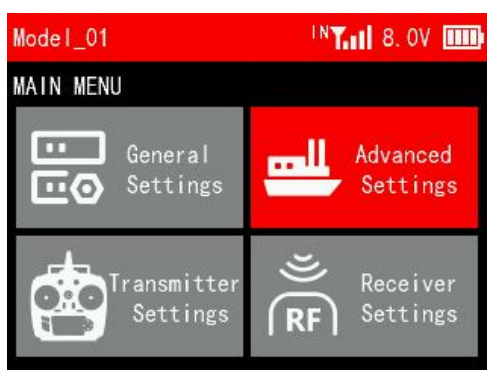 Model_01
IN 8.0V
MAIN MENU
General
Settings
Advanced
Settings
Transmitter
Settings
RF
Receiver
Settings